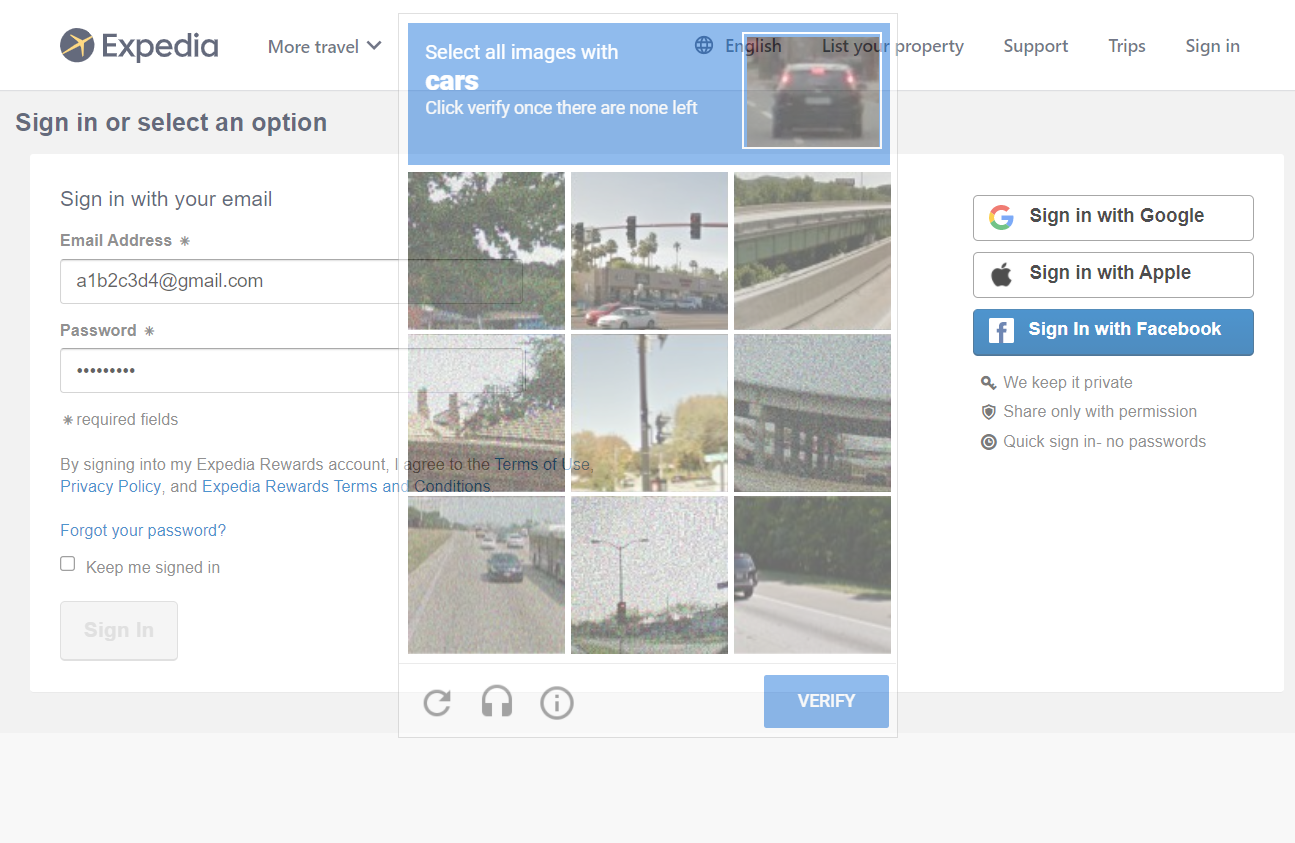 Expedia
More travel
English
List your property
Support
Trips
Sign in
Select all images with
cars
Click verify once there are none left
Sign in or select an option
Sign in with your email
Email Address *
a1b2c3d4@gmail.com
Password *
•••••••••
* required fields
By signing into my Expedia Rewards account, I agree to the Terms of Use,
Privacy Policy, and Expedia Rewards Terms and Conditions
Forgot your password?
Keep me signed in
Sign In
VERIFY
Sign in with Google
Sign in with Apple
f Sign In with Facebook
We keep it private
Share only with permission
Quick sign in- no passwords